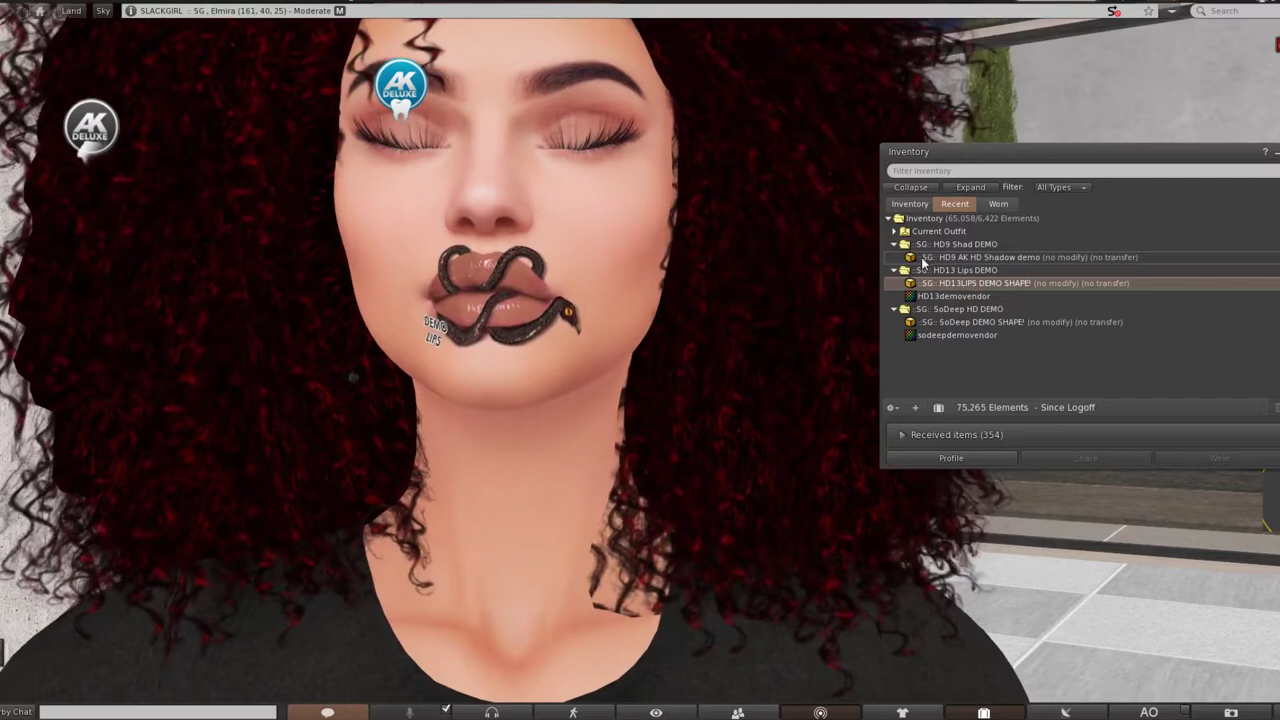 Land Sky SLACKGIRL :: SG , Elmira (161, 40, 25) - Moderate M Search
AK
DELUXE
AK
DELUXE
DEMO
LIPS
Inventory ?
Filter Inventory
Collapse Expand Filter: All Types
Inventory Recent Worn
Inventory (65,058/6,422 Elements)
Current Outfit
::SG:: HD9 Shad DEMO
::SG:: HD9 AK HD Shadow demo (no modify) (no transfer)
::SG:: HD13 Lips DEMO
::SG:: HD13LIPS DEMO SHAPE! (no modify) (no transfer)
HD13demovendor
::SG:: SoDeep HD DEMO
::SG:: SoDeep DEMO SHAPE! (no modify) (no transfer)
sodeepdemovendor
75,265 Elements - Since Logoff
Received items (354)
Profile Share Wear
by Chat AO